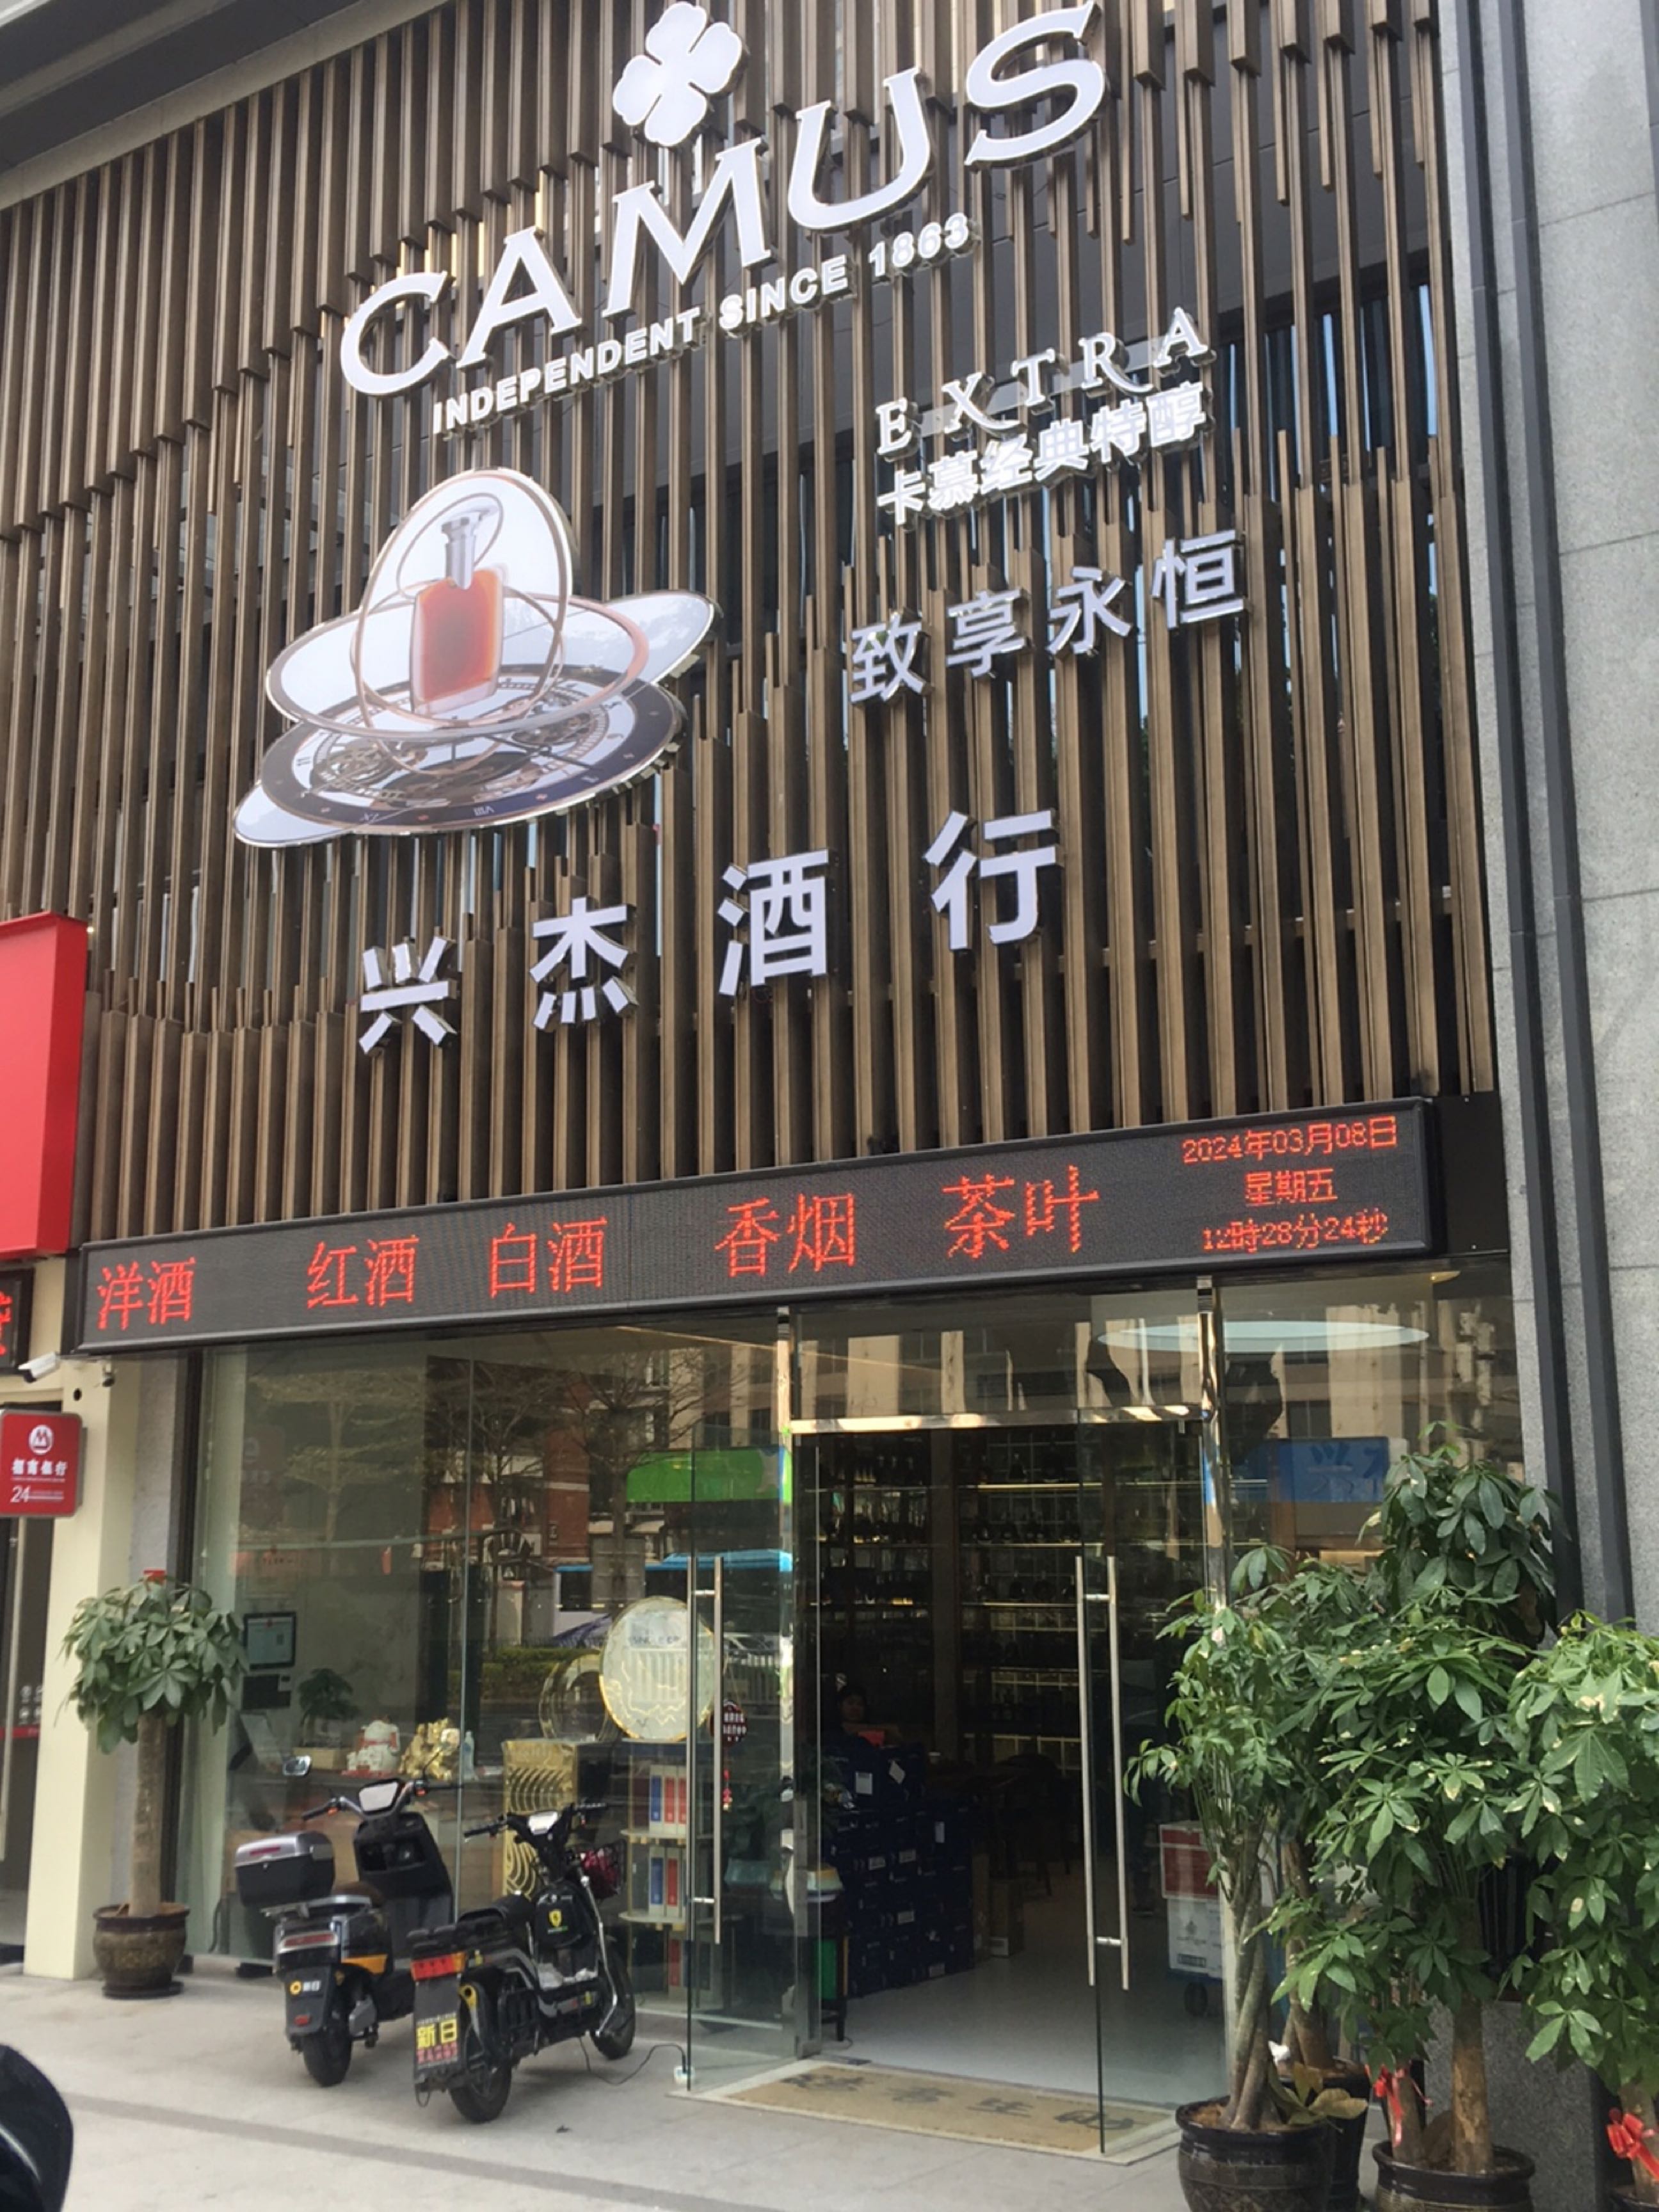 CAMUS
INDEPENDENT SINCE 1863
EXTRA
卡慕经典特醇
致享永恒
兴杰酒行
洋酒 红酒 白酒 香烟 茶叶
2024年03月08日
星期五
12時28分24秒
招商银行
24
新日